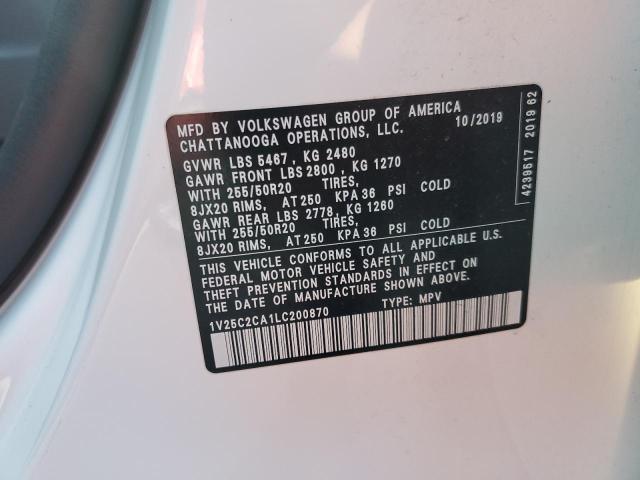 MFD BY VOLKSWAGEN GROUP OF AMERICA
CHATTANOOGA OPERATIONS, LLC. 10/2019
GVWR LBS 5467 , KG 2480
GAWR FRONT LBS 2800 , KG 1270
WITH 255/50R20 TIRES,
8JX20 RIMS, AT 250 KPA 36 PSI COLD
GAWR REAR LBS 2778, KG 1260
WITH 255/50R20 TIRES,
8JX20 RIMS, AT 250 KPA 36 PSI COLD
THIS VEHICLE CONFORMS TO ALL APPLICABLE U.S.
FEDERAL MOTOR VEHICLE SAFETY AND
THEFT PREVENTION STANDARDS IN EFFECT ON
THE DATE OF MANUFACTURE SHOWN ABOVE.
1V25C2CA1LC200870 TYPE: MPV
4239517 2019 62